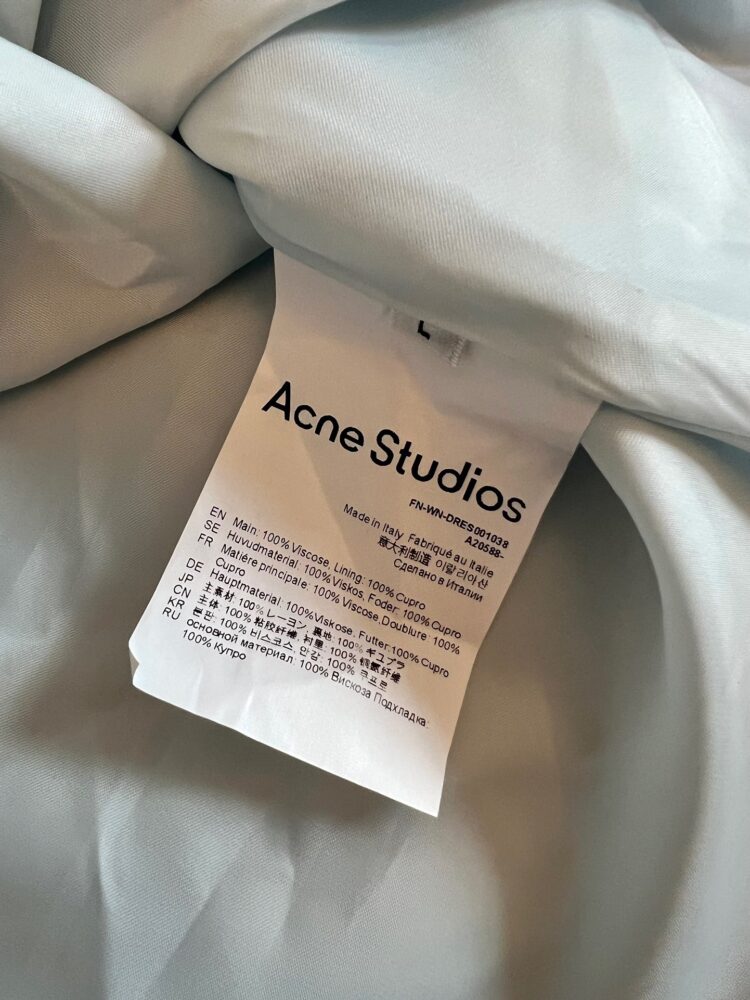 Acne Studios
FN-WN-DRES001038
A20588-
Made in Italy Fabriqué au Italie
意大利制造 이탈리아산
Сделано в Италии
EN Main: 100% Viscose, Lining: 100% Cupro
SE Huvudmaterial: 100% Viskos, Foder: 100% Cupro
FR Matière principale: 100% Viscose, Doublure: 100%
Cupro
DE Hauptmaterial: 100% Viskose, Futter: 100% Cupro
JP 主素材: 100% レーヨン, 裏地: 100% キュプラ
CN 主体: 100% 粘胶纤维, 衬里: 100% 铜氨纤维
KR 겉감: 100% 비스코스, 안감: 100% 큐프로
RU основной материал: 100% Вискоза Подхладка:
100% Купро